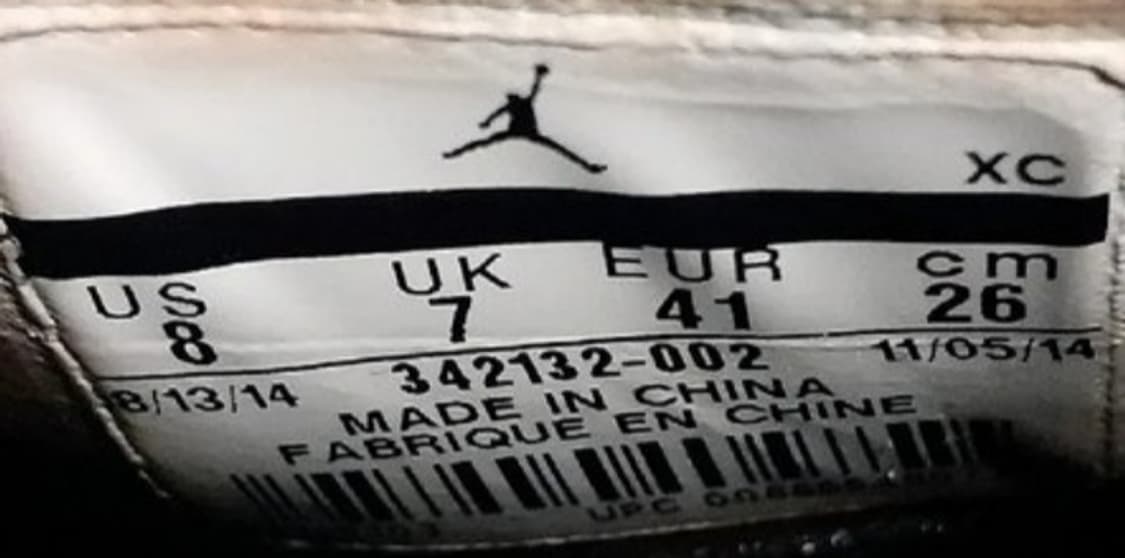 XC
US UK EUR cm
8 7 41 26
8/13/14 342132-002 11/05/14
MADE IN CHINA
FABRIQUE EN CHINE
UPC